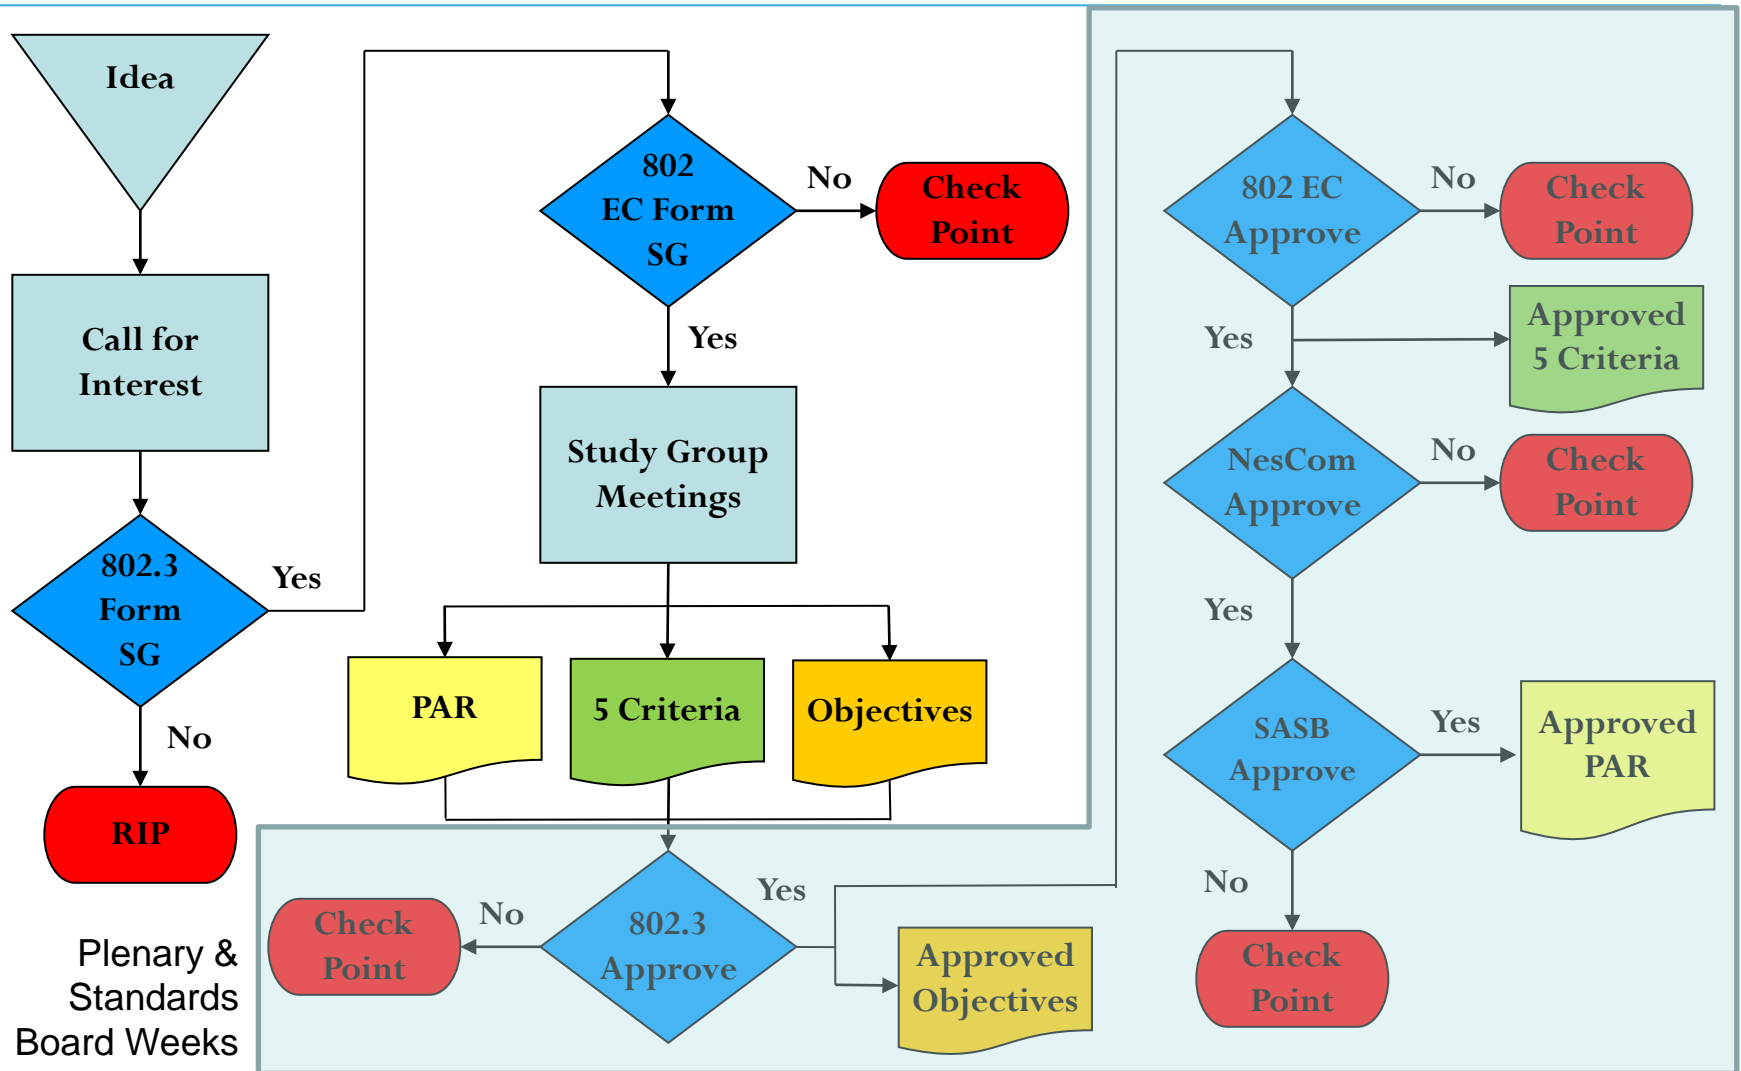 Idea
Call for
Interest
802.3
Form
SG
Yes
No
RIP
802
EC Form
SG
No
Check
Point
Yes
Study Group
Meetings
PAR
5 Criteria
Objectives
802.3
Approve
No
Check
Point
Yes
Approved
Objectives
802 EC
Approve
No
Check
Point
Yes
Approved
5 Criteria
NesCom
Approve
No
Check
Point
Yes
SASB
Approve
Yes
Approved
PAR
No
Check
Point
Plenary &
Standards
Board Weeks